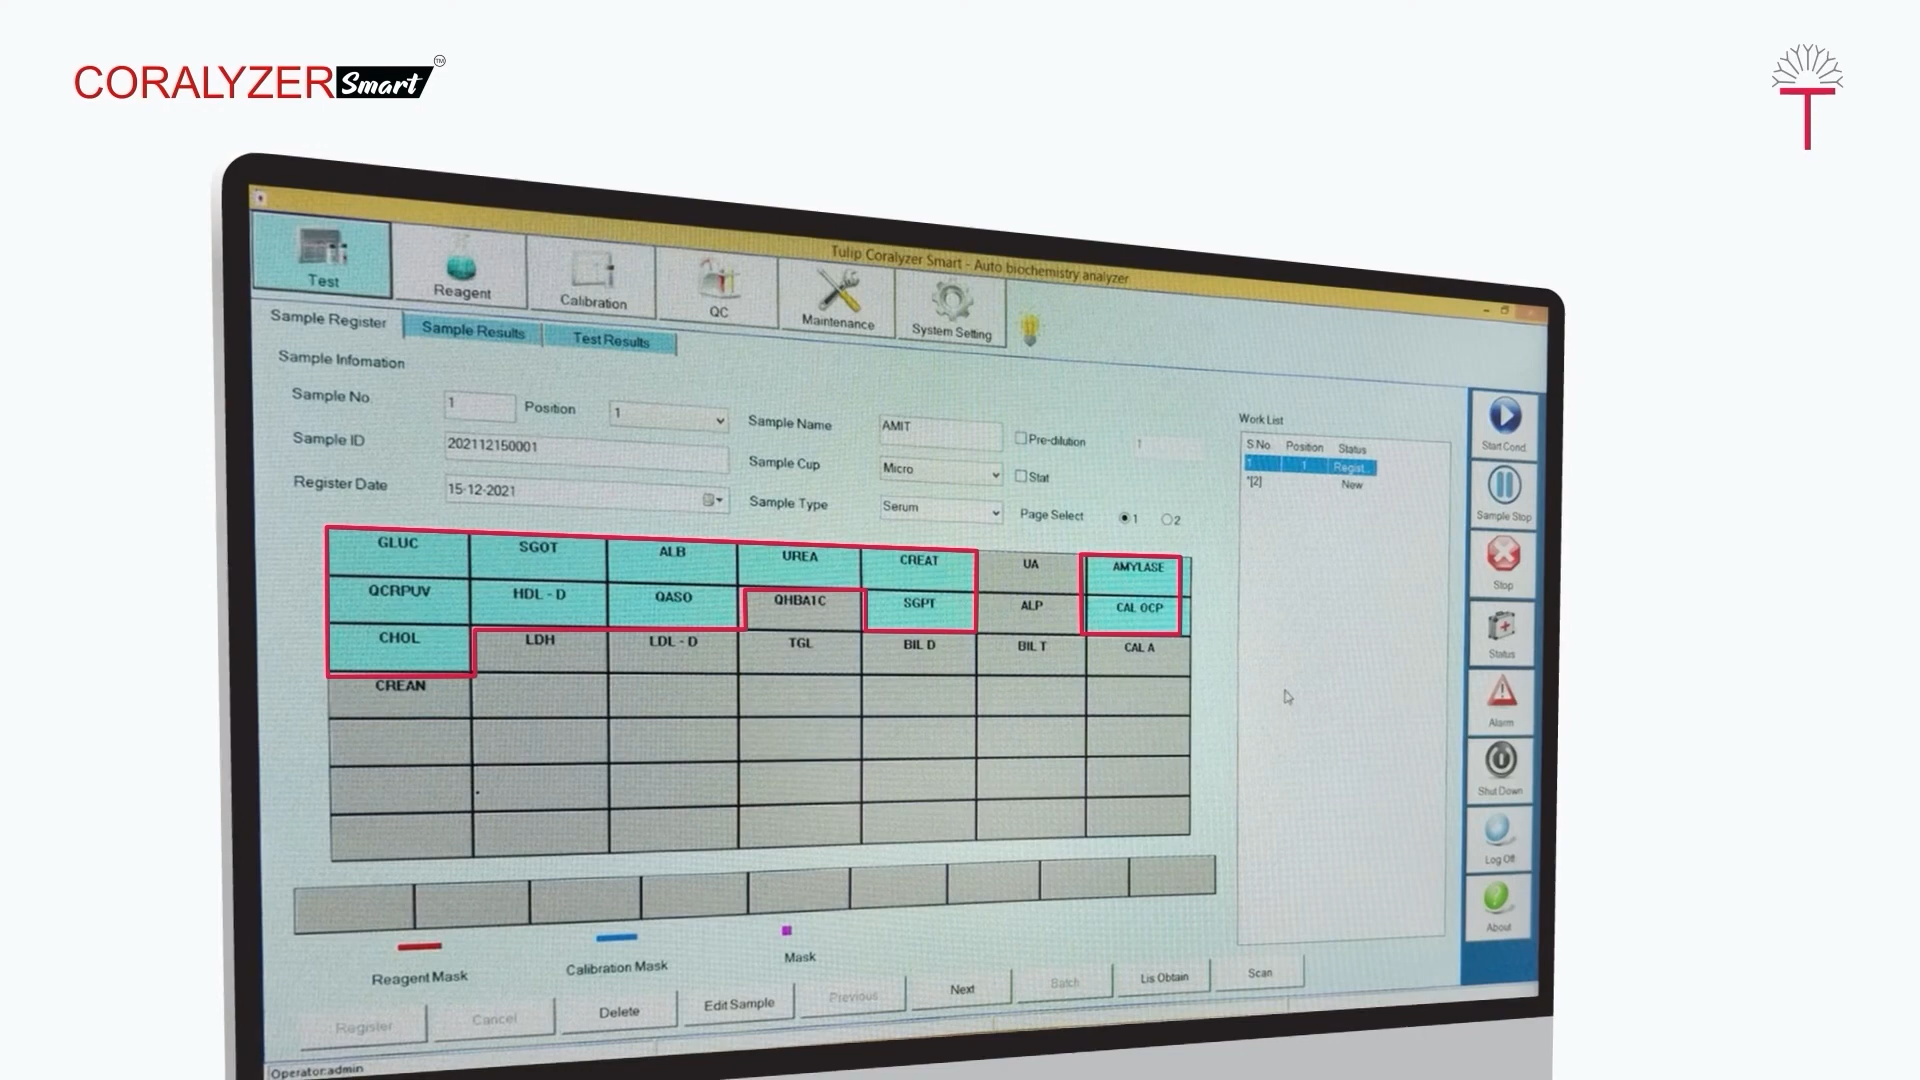 CORALYZER Smart TM
Tulip Coralyzer Smart - Auto biochemistry analyzer
Test
Reagent
Calibration
QC
Maintenance
System Setting
Sample Register
Sample Results
Test Results
Sample Infomation
Sample No
1
Position
1
Sample Name
AMIT
Pre-dilution
1
Sample ID
202112150001
Sample Cup
Micro
Stat
Register Date
15-12-2021
Sample Type
Serum
Page Select
1
2
GLUC SGOT ALB UREA CREAT UA AMYLASE
QCRPUV HDL - D QASO QHBA1C SGPT ALP CAL OCP
CHOL LDH LDL - D TGL BIL D BIL T CAL A
CREAN
Work List
S.No. Position Status
1 1 Regist...
*[2] New
Start Cond.
Sample Stop
Stop
Status
Alarm
Shut Down
Log Off
About
Reagent Mask
Calibration Mask
Mask
Register
Cancel
Delete
Edit Sample
Previous
Next
Batch
Lis Obtain
Scan
Operator:admin